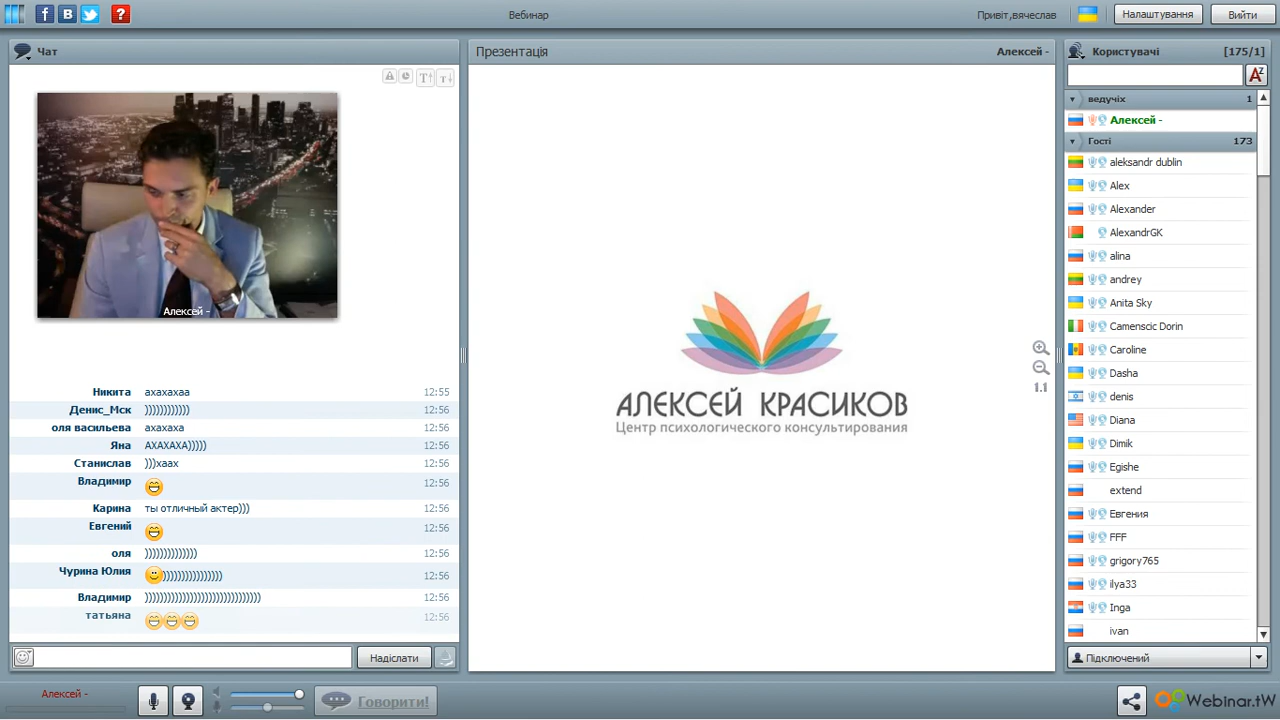 Вебинар
Привіт,вячеслав
Налаштування
Вийти
Чат
Алексей -
Никита ахахахаа 12:55
Денис_Мск )))))))))))) 12:56
оля васильева ахахаха 12:56
Яна АХАХАХА))))) 12:56
Станислав )))хаах 12:56
Владимир 12:56
Карина ты отличный актер))) 12:56
Евгений 12:56
оля )))))))))))))) 12:56
Чурина Юлия )))))))))))))))) 12:56
Владимир ))))))))))))))))))))))))))))))) 12:56
татьяна 12:56
Надіслати
Презентація
Алексей -
АЛЕКСЕЙ КРАСИКОВ
Центр психологического консультирования
1.1
Користувачі [175/1]
ведучіх 1
Алексей -
Гості 173
aleksandr dublin
Alex
Alexander
AlexandrGK
alina
andrey
Anita Sky
Camenscic Dorin
Caroline
Dasha
denis
Diana
Dimik
Egishe
extend
Евгения
FFF
grigory765
ilya33
Inga
ivan
Підключений
Алексей -
Говорити!
Webinar.tW